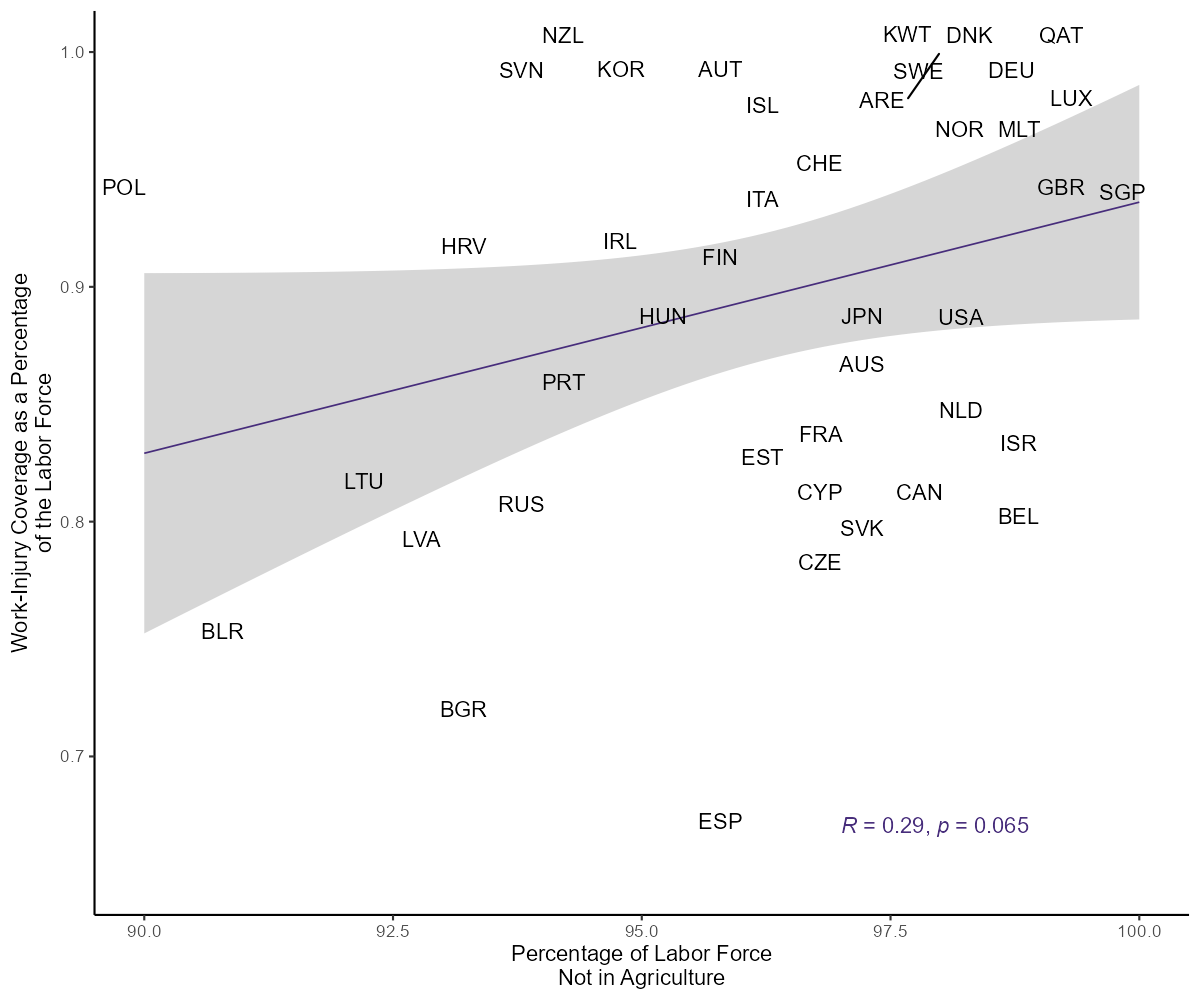 Work-Injury Coverage as a Percentage
of the Labor Force
1.0
0.9
0.8
0.7
NZL
KWT
DNK
QAT
SVN
KOR
AUT
SWE
DEU
ISL
ARE
LUX
NOR
MLT
CHE
POL
ITA
GBR
SGP
HRV
IRL
FIN
HUN
JPN
USA
PRT
AUS
NLD
FRA
ISR
EST
LTU
RUS
CYP
CAN
LVA
SVK
BEL
CZE
BLR
BGR
ESP
R = 0.29, p = 0.065
90.0
92.5
95.0
97.5
100.0
Percentage of Labor Force
Not in Agriculture